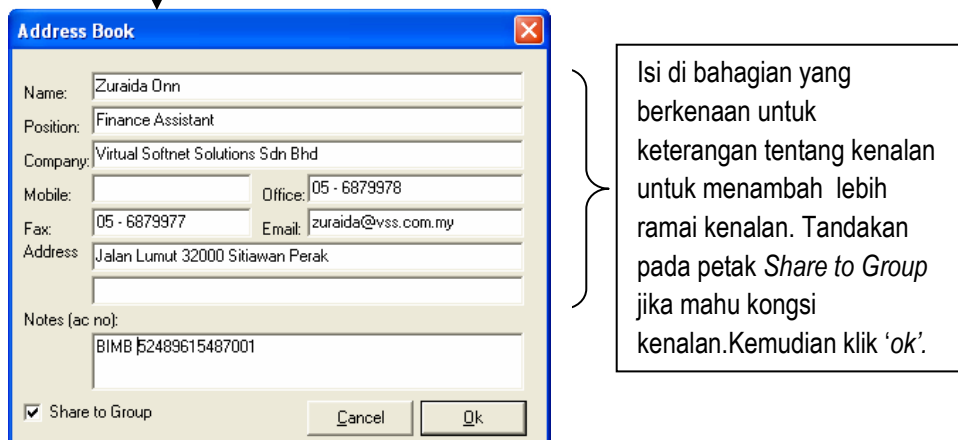 Address Book
Name: Zuraida Onn
Position: Finance Assistant
Company: Virtual Softnet Solutions Sdn Bhd
Mobile: Office: 05 - 6879978
Fax: 05 - 6879977 Email: zuraida@vss.com.my
Address Jalan Lumut 32000 Sitiawan Perak
Notes (ac no):
BIMB 52489615487001
Share to Group Cancel Ok
Isi di bahagian yang
berkenaan untuk
keterangan tentang kenalan
untuk menambah lebih
ramai kenalan. Tandakan
pada petak Share to Group
jika mahu kongsi
kenalan.Kemudian klik ‘ok’.